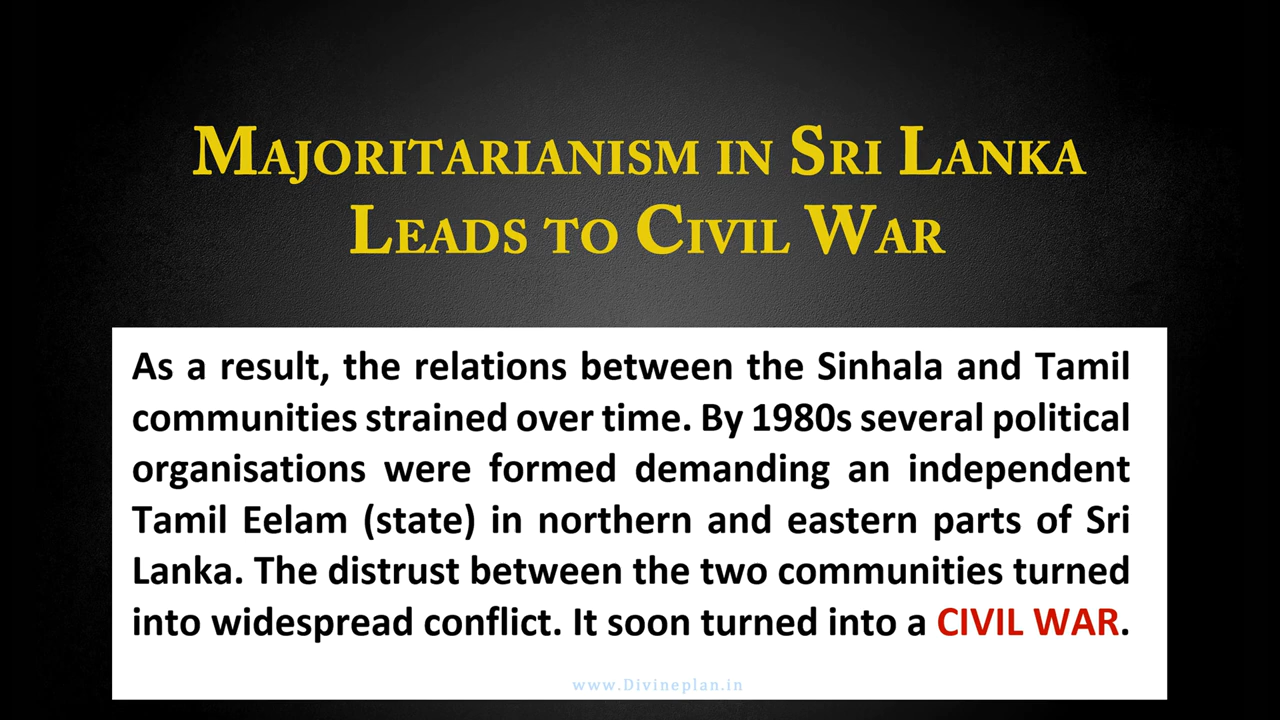 MAJORITARIANISM IN SRI LANKA
LEADS TO CIVIL WAR
As a result, the relations between the Sinhala and Tamil
communities strained over time. By 1980s several political
organisations were formed demanding an independent
Tamil Eelam (state) in northern and eastern parts of Sri
Lanka. The distrust between the two communities turned
into widespread conflict. It soon turned into a CIVIL WAR.
www.Divineplan.in